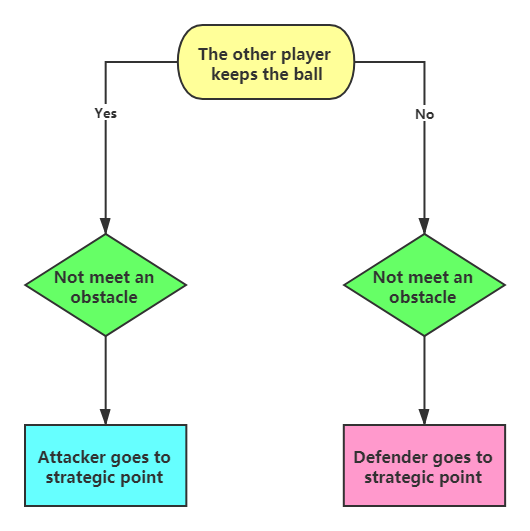 The other player
keeps the ball
Yes
No
Not meet an
obstacle
Not meet an
obstacle
Attacker goes to
strategic point
Defender goes to
strategic point